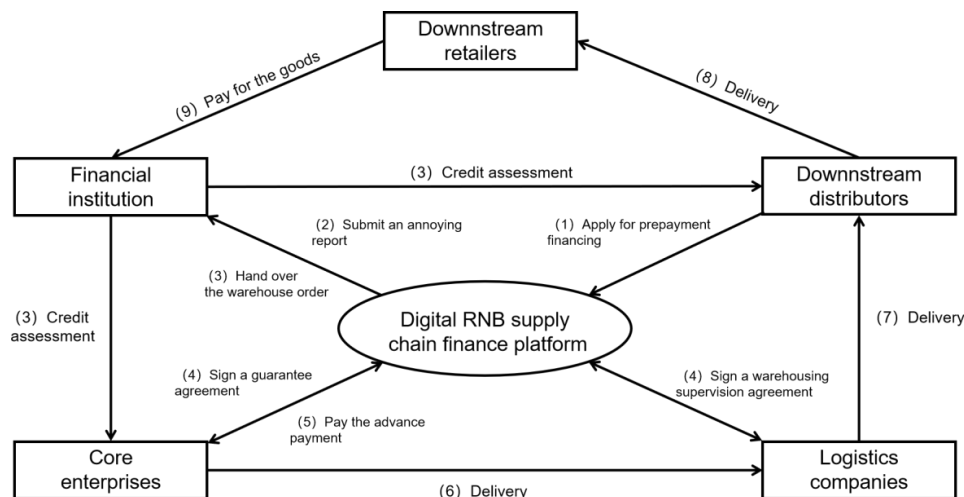 Downnstream
retailers
(9) Pay for the goods
(8) Delivery
Financial
institution
(3) Credit assessment
Downnstream
distributors
(2) Submit an annoying
report
(1) Apply for prepayment
financing
(3) Hand over
the warehouse order
(3) Credit
assessment
Digital RNB supply
chain finance platform
(7) Delivery
(4) Sign a guarantee
agreement
(4) Sign a warehousing
supervision agreement
(5) Pay the advance
payment
Core
enterprises
(6) Delivery
Logistics
companies